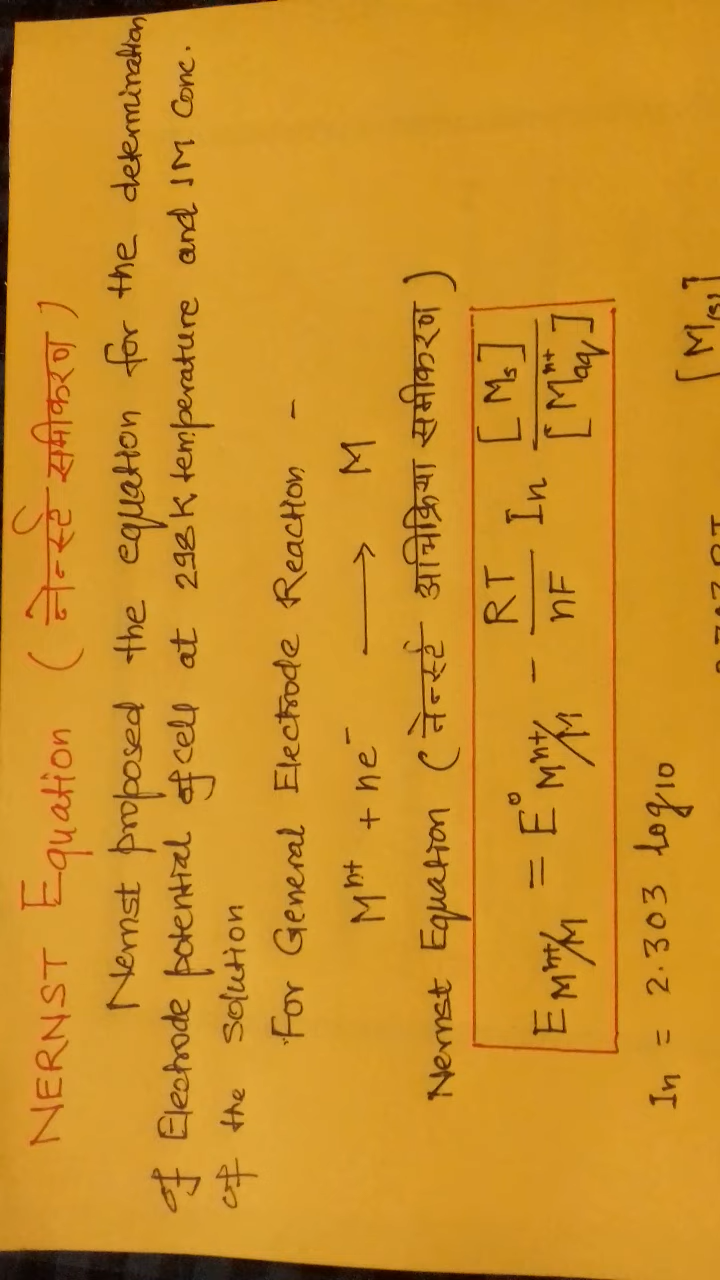 NERNST Equation (नेर्न्स्ट समीकरण)
Nernst proposed the equation for the determination
of Electrode potential of cell at 298 K temperature and 1M Conc.
of the solution
For General Electrode Reaction -
Mⁿ⁺ + ne⁻ ⟶ M
Nernst Equation (नेर्न्स्ट अभिक्रिया समीकरण)
E Mⁿ⁺/M = E° Mⁿ⁺/M - RT/nF In [Ms]/[Mⁿ⁺aq]
In = 2.303 log10
[M(s)]